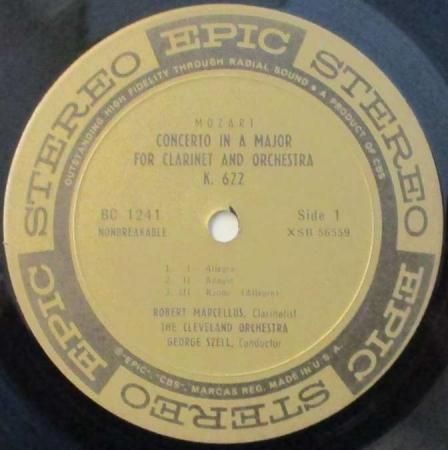 EPIC STEREO EPIC STEREO EPIC STEREO
OUTSTANDING HIGH FIDELITY THROUGH RADIAL SOUND • A PRODUCT OF CBS
MOZART
CONCERTO IN A MAJOR
FOR CLARINET AND ORCHESTRA
K. 622
BC 1241 Side 1
NONBREAKABLE XSB 56559
1. I - Allegro
2. II - Adagio
3. III - Rondo (Allegro)
ROBERT MARCELLUS, Clarinetist
THE CLEVELAND ORCHESTRA
GEORGE SZELL, Conductor
®"EPIC", "CBS", MARCAS REG. MADE IN U.S.A.